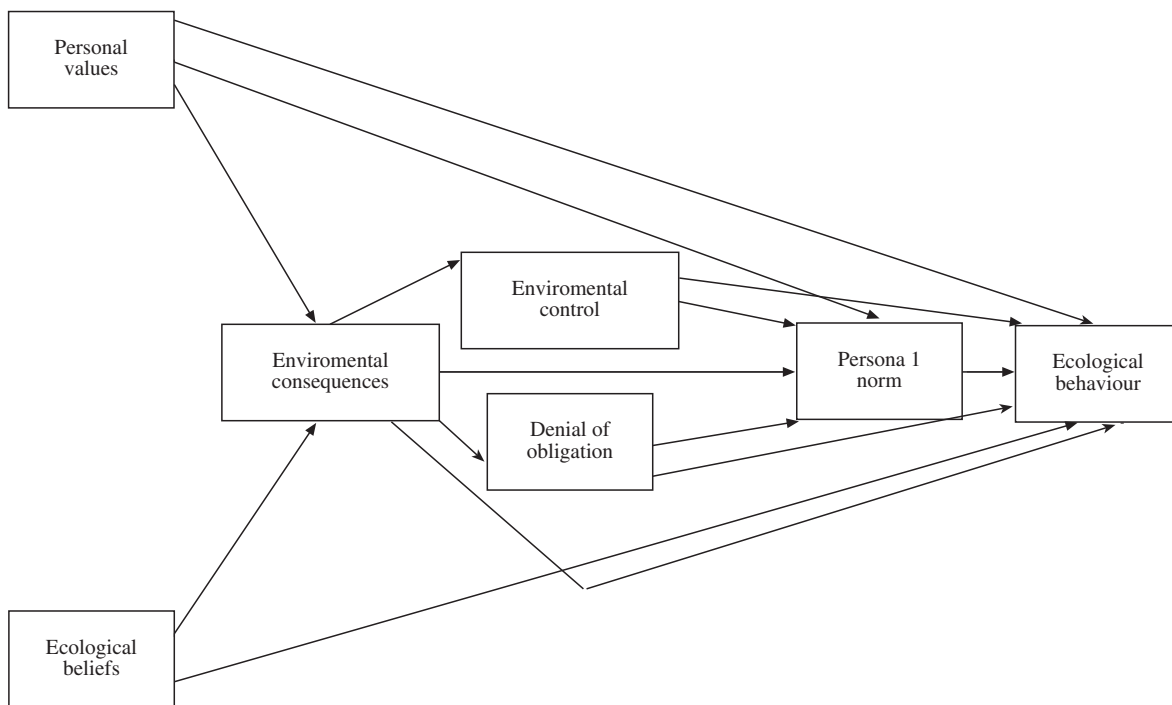 Personal
values
Enviromental
control
Enviromental
consequences
Persona 1
norm
Ecological
behaviour
Denial of
obligation
Ecological
beliefs